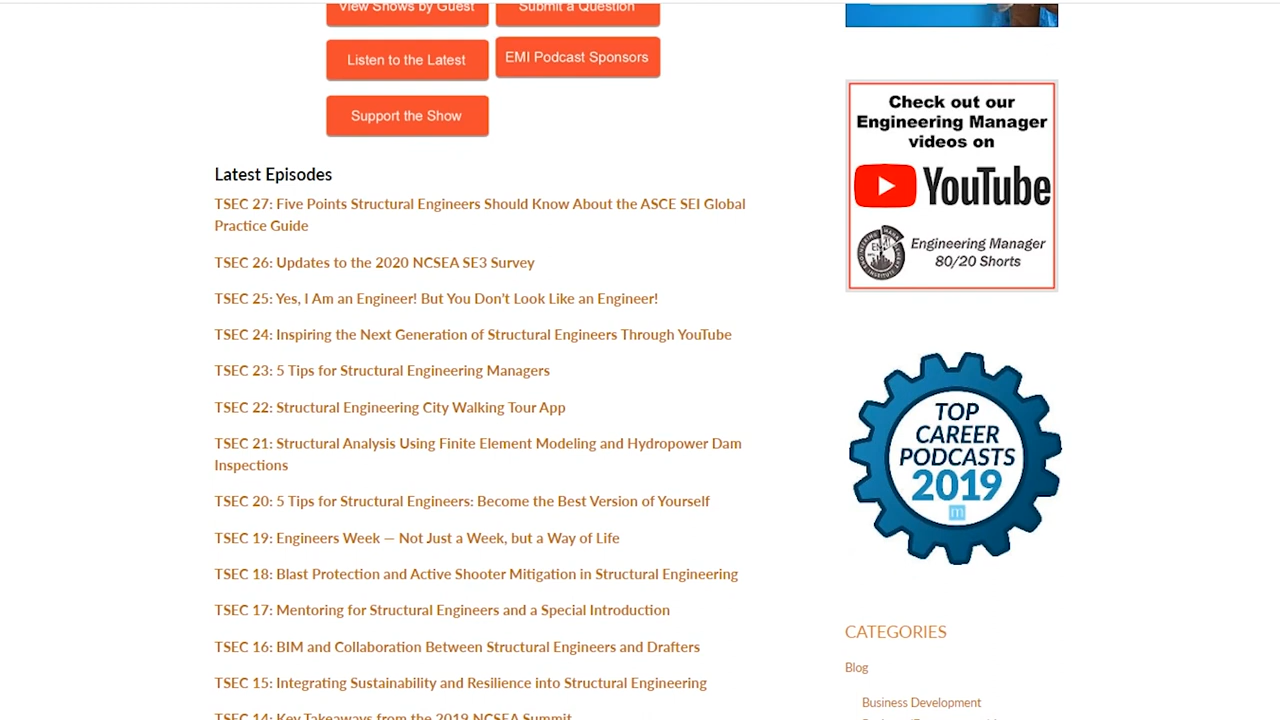 View Shows by Guest
Submit a Question
Listen to the Latest
EMI Podcast Sponsors
Support the Show
Latest Episodes
TSEC 27: Five Points Structural Engineers Should Know About the ASCE SEI Global
Practice Guide
TSEC 26: Updates to the 2020 NCSEA SE3 Survey
TSEC 25: Yes, I Am an Engineer! But You Don’t Look Like an Engineer!
TSEC 24: Inspiring the Next Generation of Structural Engineers Through YouTube
TSEC 23: 5 Tips for Structural Engineering Managers
TSEC 22: Structural Engineering City Walking Tour App
TSEC 21: Structural Analysis Using Finite Element Modeling and Hydropower Dam
Inspections
TSEC 20: 5 Tips for Structural Engineers: Become the Best Version of Yourself
TSEC 19: Engineers Week — Not Just a Week, but a Way of Life
TSEC 18: Blast Protection and Active Shooter Mitigation in Structural Engineering
TSEC 17: Mentoring for Structural Engineers and a Special Introduction
TSEC 16: BIM and Collaboration Between Structural Engineers and Drafters
TSEC 15: Integrating Sustainability and Resilience into Structural Engineering
TSEC 14: Key Takeaways from the 2019 NCSEA Summit
Check out our
Engineering Manager
videos on
YouTube
Engineering Manager
80/20 Shorts
TOP
CAREER
PODCASTS
2019
m
CATEGORIES
Blog
Business Development